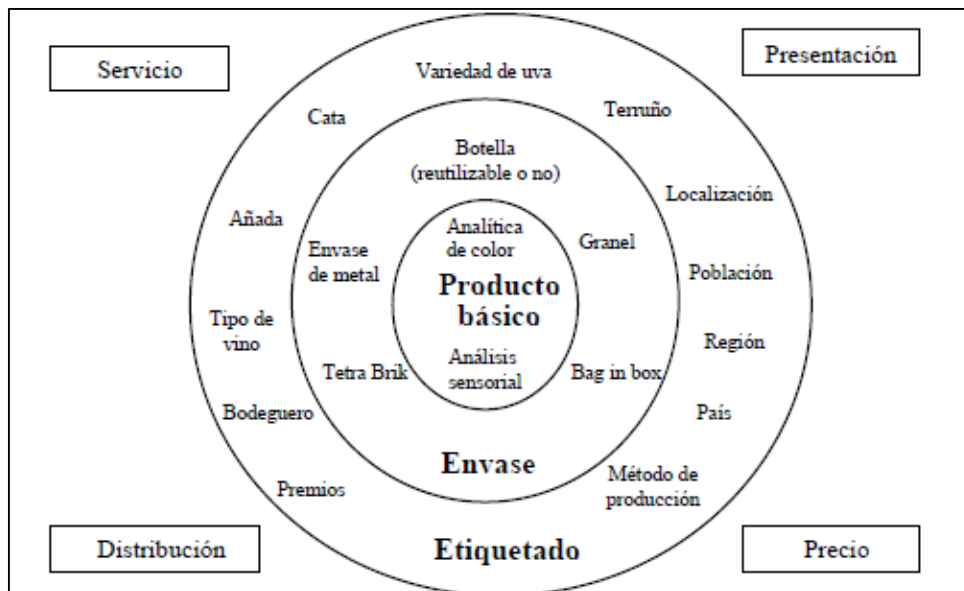 Servicio
Presentación
Variedad de uva
Cata
Terruño
Botella
(reutilizable o no)
Localización
Añada
Analítica
de color
Granel
Envase
de metal
Población
Producto
básico
Tipo de
vino
Región
Análisis
sensorial
Tetra Brik
Bag in box
Bodeguero
País
Envase
Método de
producción
Premios
Distribución
Etiquetado
Precio